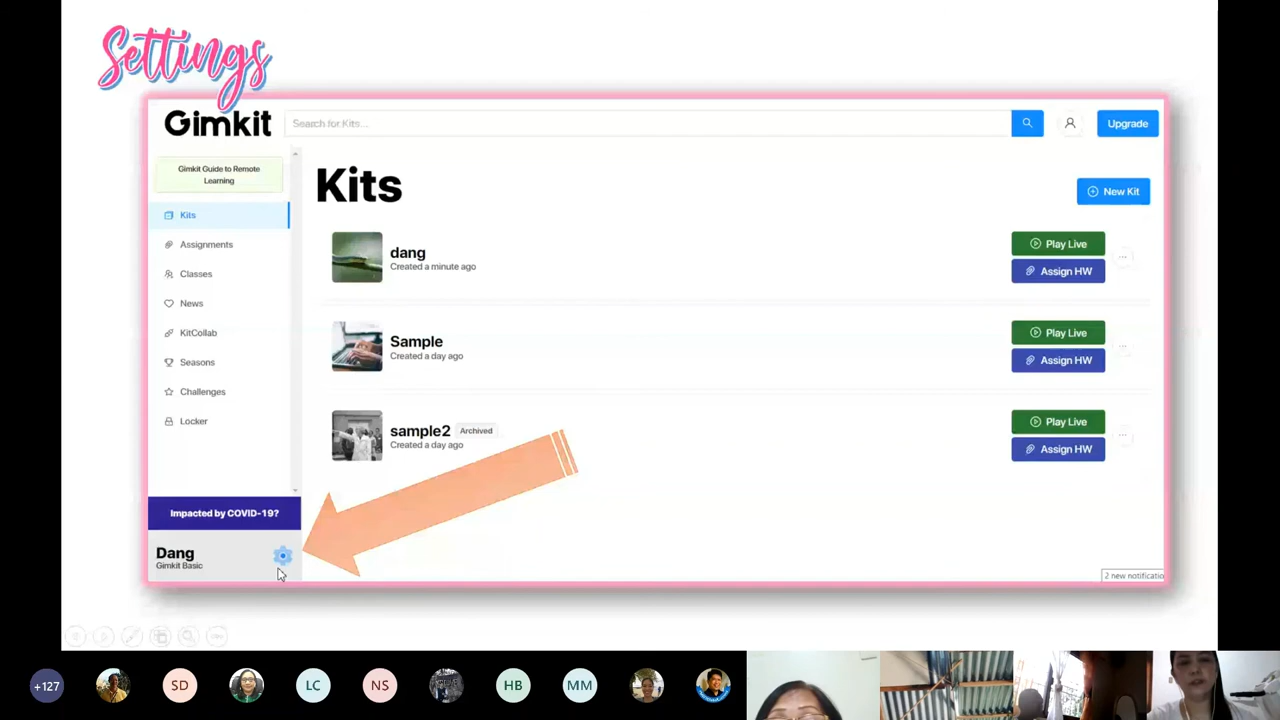 Settings
Gimkit
Search for Kits...
Upgrade
Gimkit Guide to Remote
Learning
Kits
New Kit
Kits
Assignments
Classes
News
KitCollab
Seasons
Challenges
Locker
dang
Created a minute ago
Play Live
Assign HW
Sample
Created a day ago
Play Live
Assign HW
sample2 Archived
Created a day ago
Play Live
Assign HW
Impacted by COVID-19?
Dang
Gimkit Basic
2 new notificatio
+127
SD
LC
NS
HB
MM